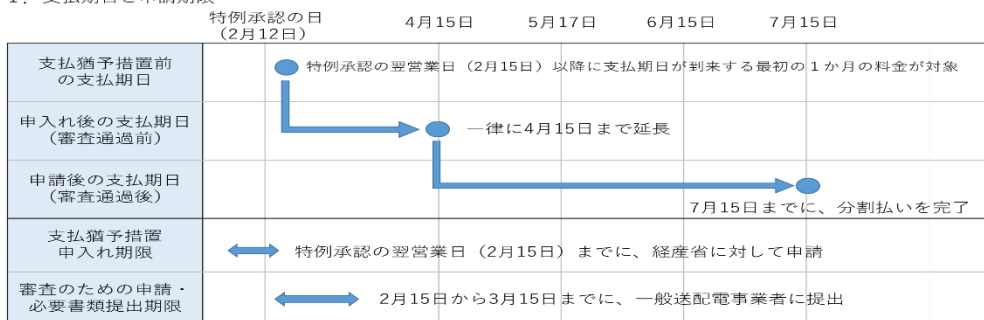 1．支払期日と申請期限
特例承認の日
（2月12日）
4月15日
5月17日
6月15日
7月15日
支払猶予措置前
の支払期日
特例承認の翌営業日（2月15日）以降に支払期日が到来する最初の１か月の料金が対象
申入れ後の支払期日
（審査通過前）
一律に4月15日まで延長
申請後の支払期日
（審査通過後）
7月15日までに、分割払いを完了
支払猶予措置
申入れ期限
特例承認の翌営業日（2月15日）までに、経産省に対して申請
審査のための申請・
必要書類提出期限
2月15日から3月15日までに、一般送配電事業者に提出